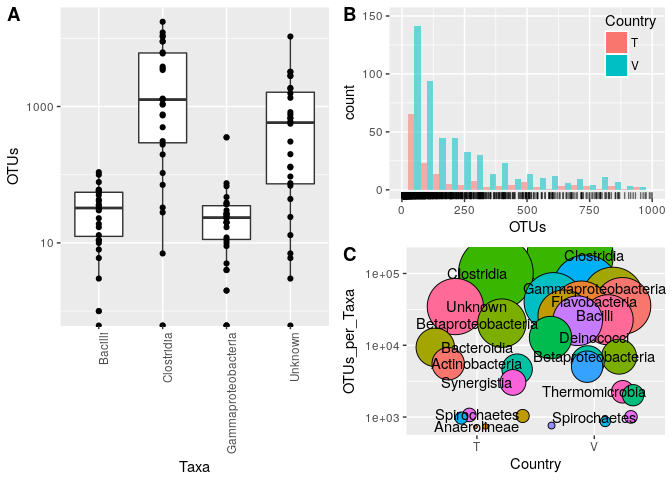 A
OTUs
1000
10
Bacilli
Clostridia
Gammaproteobacteria
Unknown
Taxa
B
count
150
100
50
0
Country
T
V
0
250
500
750
1000
OTUs
C
OTUs_per_Taxa
1e+05
1e+04
1e+03
Clostridia
Clostridia
Gammaproteobacteria
Unknown
Flavobacteria
Bacilli
Betaproteobacteria
Deinococci
Bacteroidia
Betaproteobacteria
Actinobacteria
Synergistia
Thermomicrobia
Spirochaetes
Spirochaetes
Anaerolineae
T
V
Country